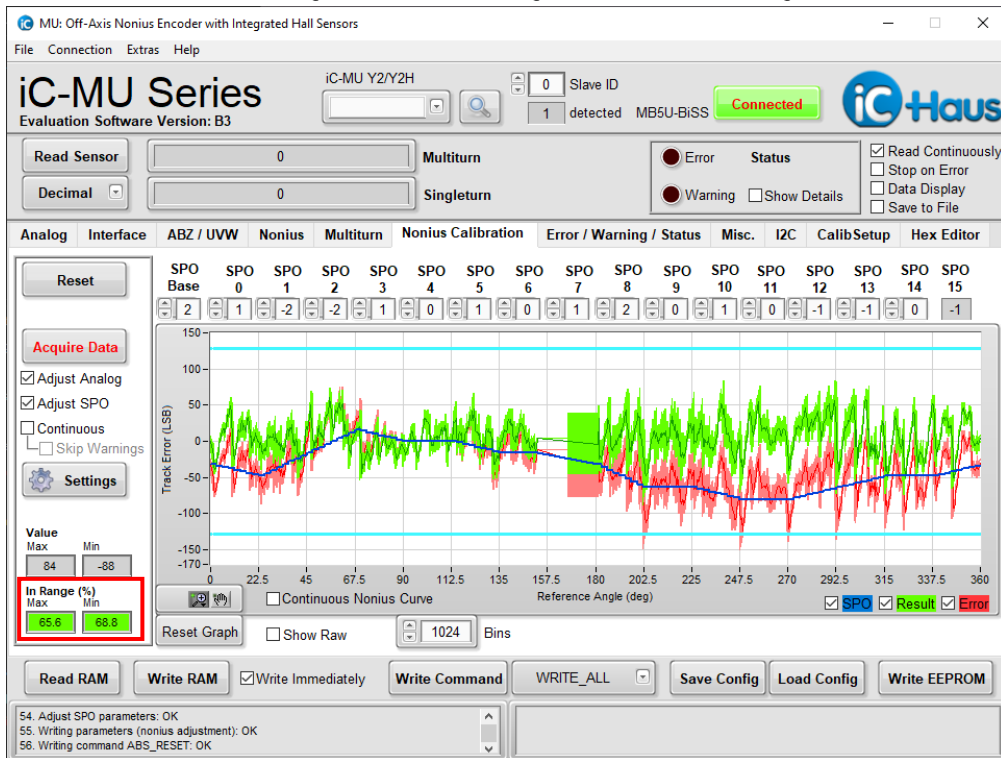 MU: Off-Axis Nonius Encoder with Integrated Hall Sensors
File Connection Extras Help
iC-MU Series
Evaluation Software Version: B3
iC-MU Y2/Y2H
0 Slave ID
1 detected MB5U-BiSS
Connected
iC Haus
Read Sensor 0 Multiturn
Decimal 0 Singleturn
Error Status
Warning Show Details
Read Continuously
Stop on Error
Data Display
Save to File
Analog Interface ABZ / UVW Nonius Multiturn Nonius Calibration Error / Warning / Status Misc. I2C CalibSetup Hex Editor
Reset
Acquire Data
Adjust Analog
Adjust SPO
Continuous
Skip Warnings
Settings
Value
Max Min
84 -88
In Range (%)
Max Min
65.6 68.8
SPO SPO SPO SPO SPO SPO SPO SPO SPO SPO SPO SPO SPO SPO SPO SPO SPO
Base 0 1 2 3 4 5 6 7 8 9 10 11 12 13 14 15
2 1 -2 -2 1 0 1 0 1 2 0 1 0 -1 -1 0 -1
Track Error (LSB)
150
100
50
0
-50
-100
-150
-170
0 22.5 45 67.5 90 112.5 135 157.5 180 202.5 225 247.5 270 292.5 315 337.5 360
Reference Angle (deg)
Continuous Nonius Curve
SPO Result Error
Reset Graph Show Raw 1024 Bins
Read RAM Write RAM Write Immediately Write Command WRITE_ALL Save Config Load Config Write EEPROM
54. Adjust SPO parameters: OK
55. Writing parameters (nonius adjustment): OK
56. Writing command ABS_RESET: OK